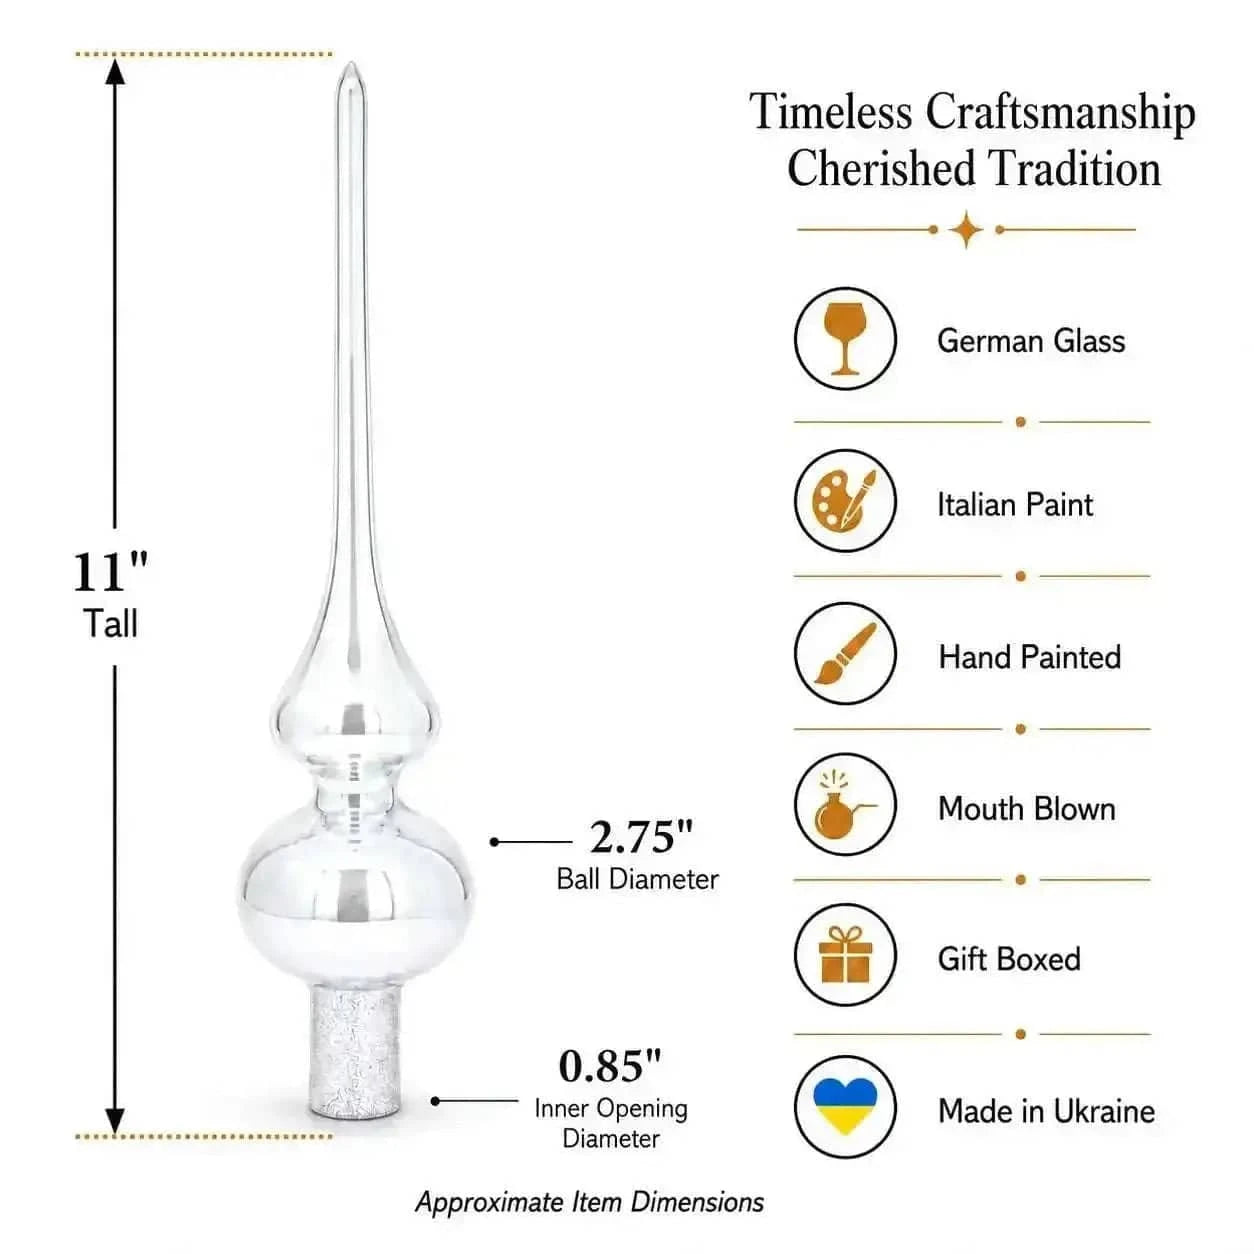 Timeless Craftsmanship
Cherished Tradition
German Glass
Italian Paint
Hand Painted
Mouth Blown
Gift Boxed
Made in Ukraine
11"
Tall
2.75"
Ball Diameter
0.85"
Inner Opening
Diameter
Approximate Item Dimensions